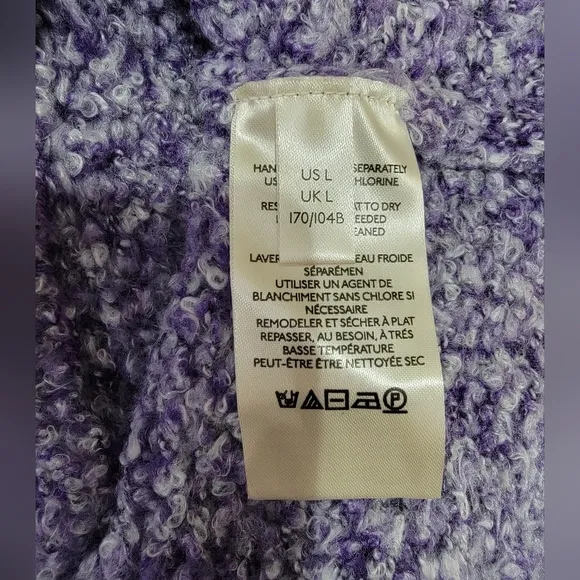 US L
UK L
170/104B
HAN SEPARATELY
US CHLORINE
RES AT TO DRY
EEDED
EANED
LAVER EAU FROIDE
SÉPARÉMEN
UTILISER UN AGENT DE
BLANCHIMENT SANS CHLORE SI
NÉCESSAIRE
REMODELER ET SÉCHER À PLAT
REPASSER, AU BESOIN, À TRÉS
BASSE TEMPÉRATURE
PEUT-ÊTRE ÊTRE NETTOYÉE SEC
P